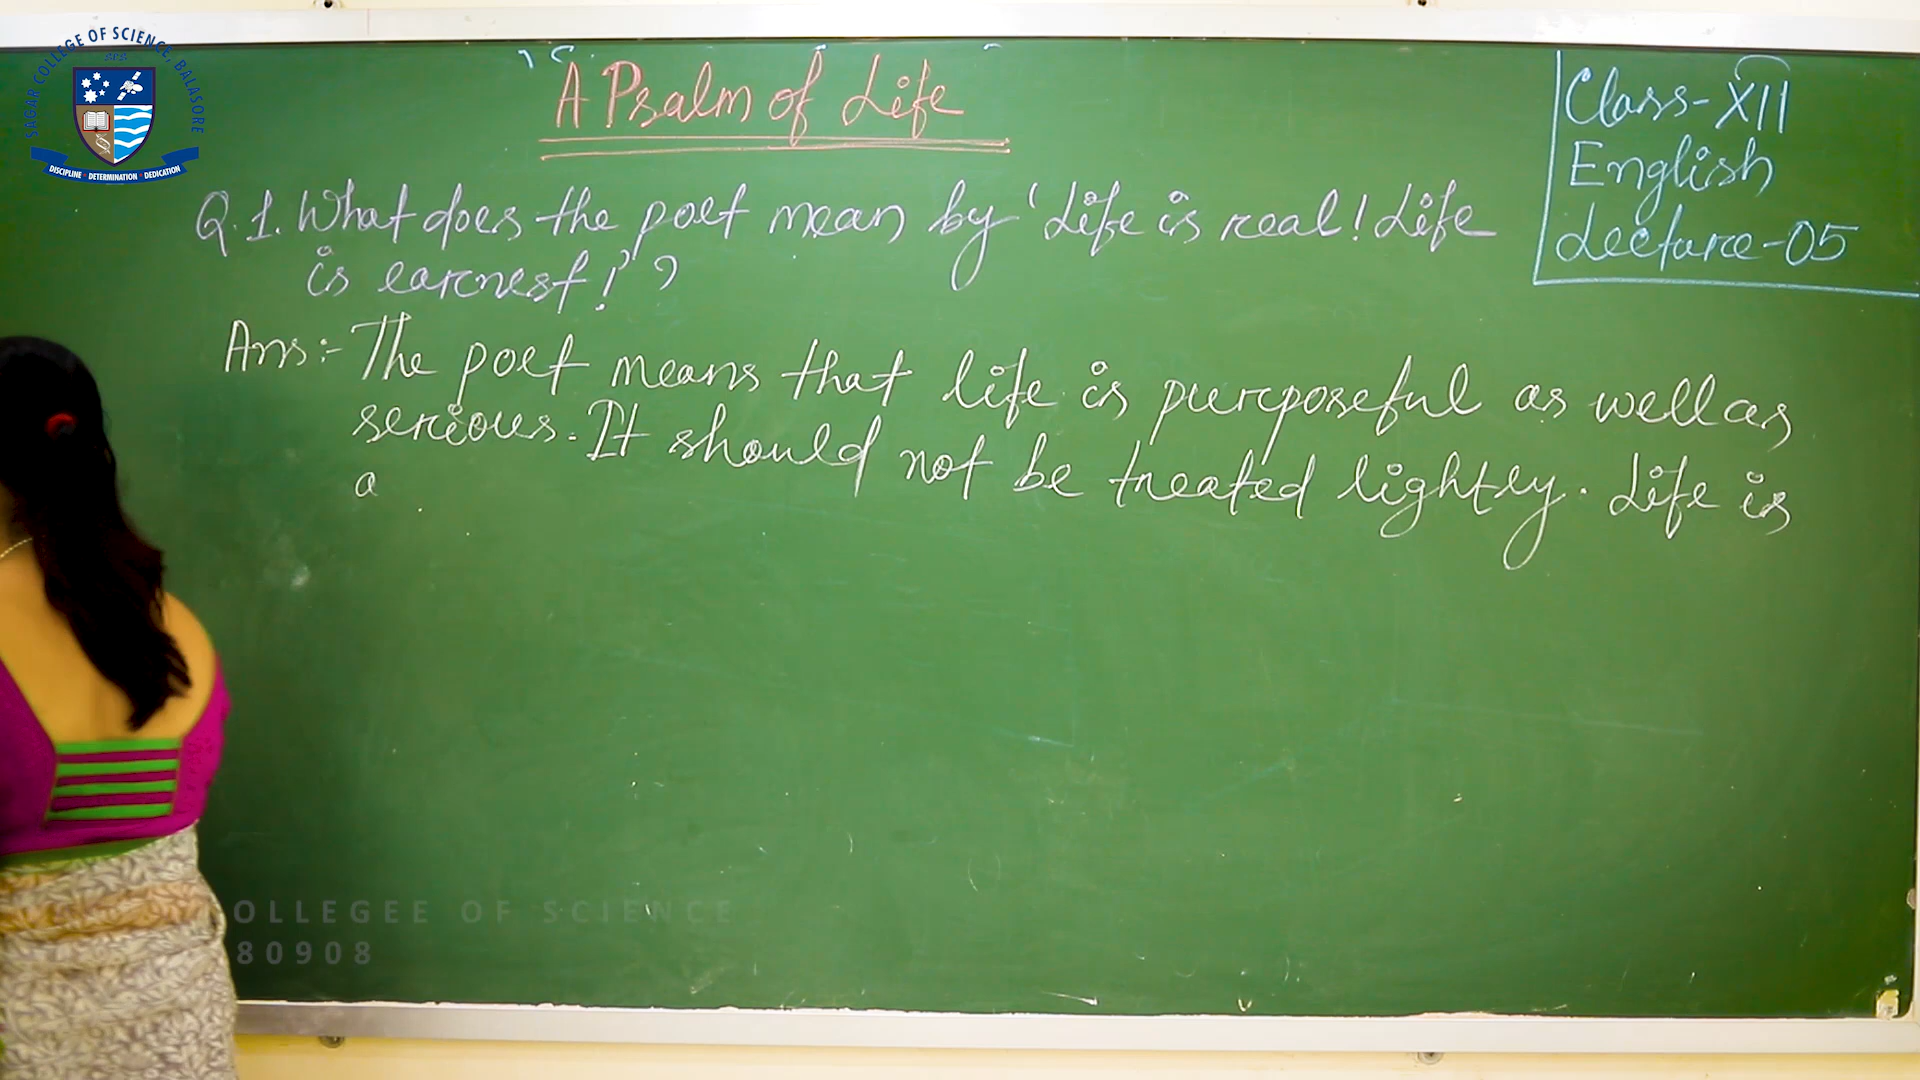 SAGAR COLLEGE OF SCIENCE, BALASORE
DISCIPLINE DETERMINATION DEDICATION
A Psalm of Life
Class-XII
English
Lecture-05
Q.1. What does the poet mean by 'Life is real! Life
is earnest!'?
Ans:- The poet means that life is purposeful as well as
serious. It should not be treated lightly. Life is
a
OLLEGEE OF SCIENCE
80908